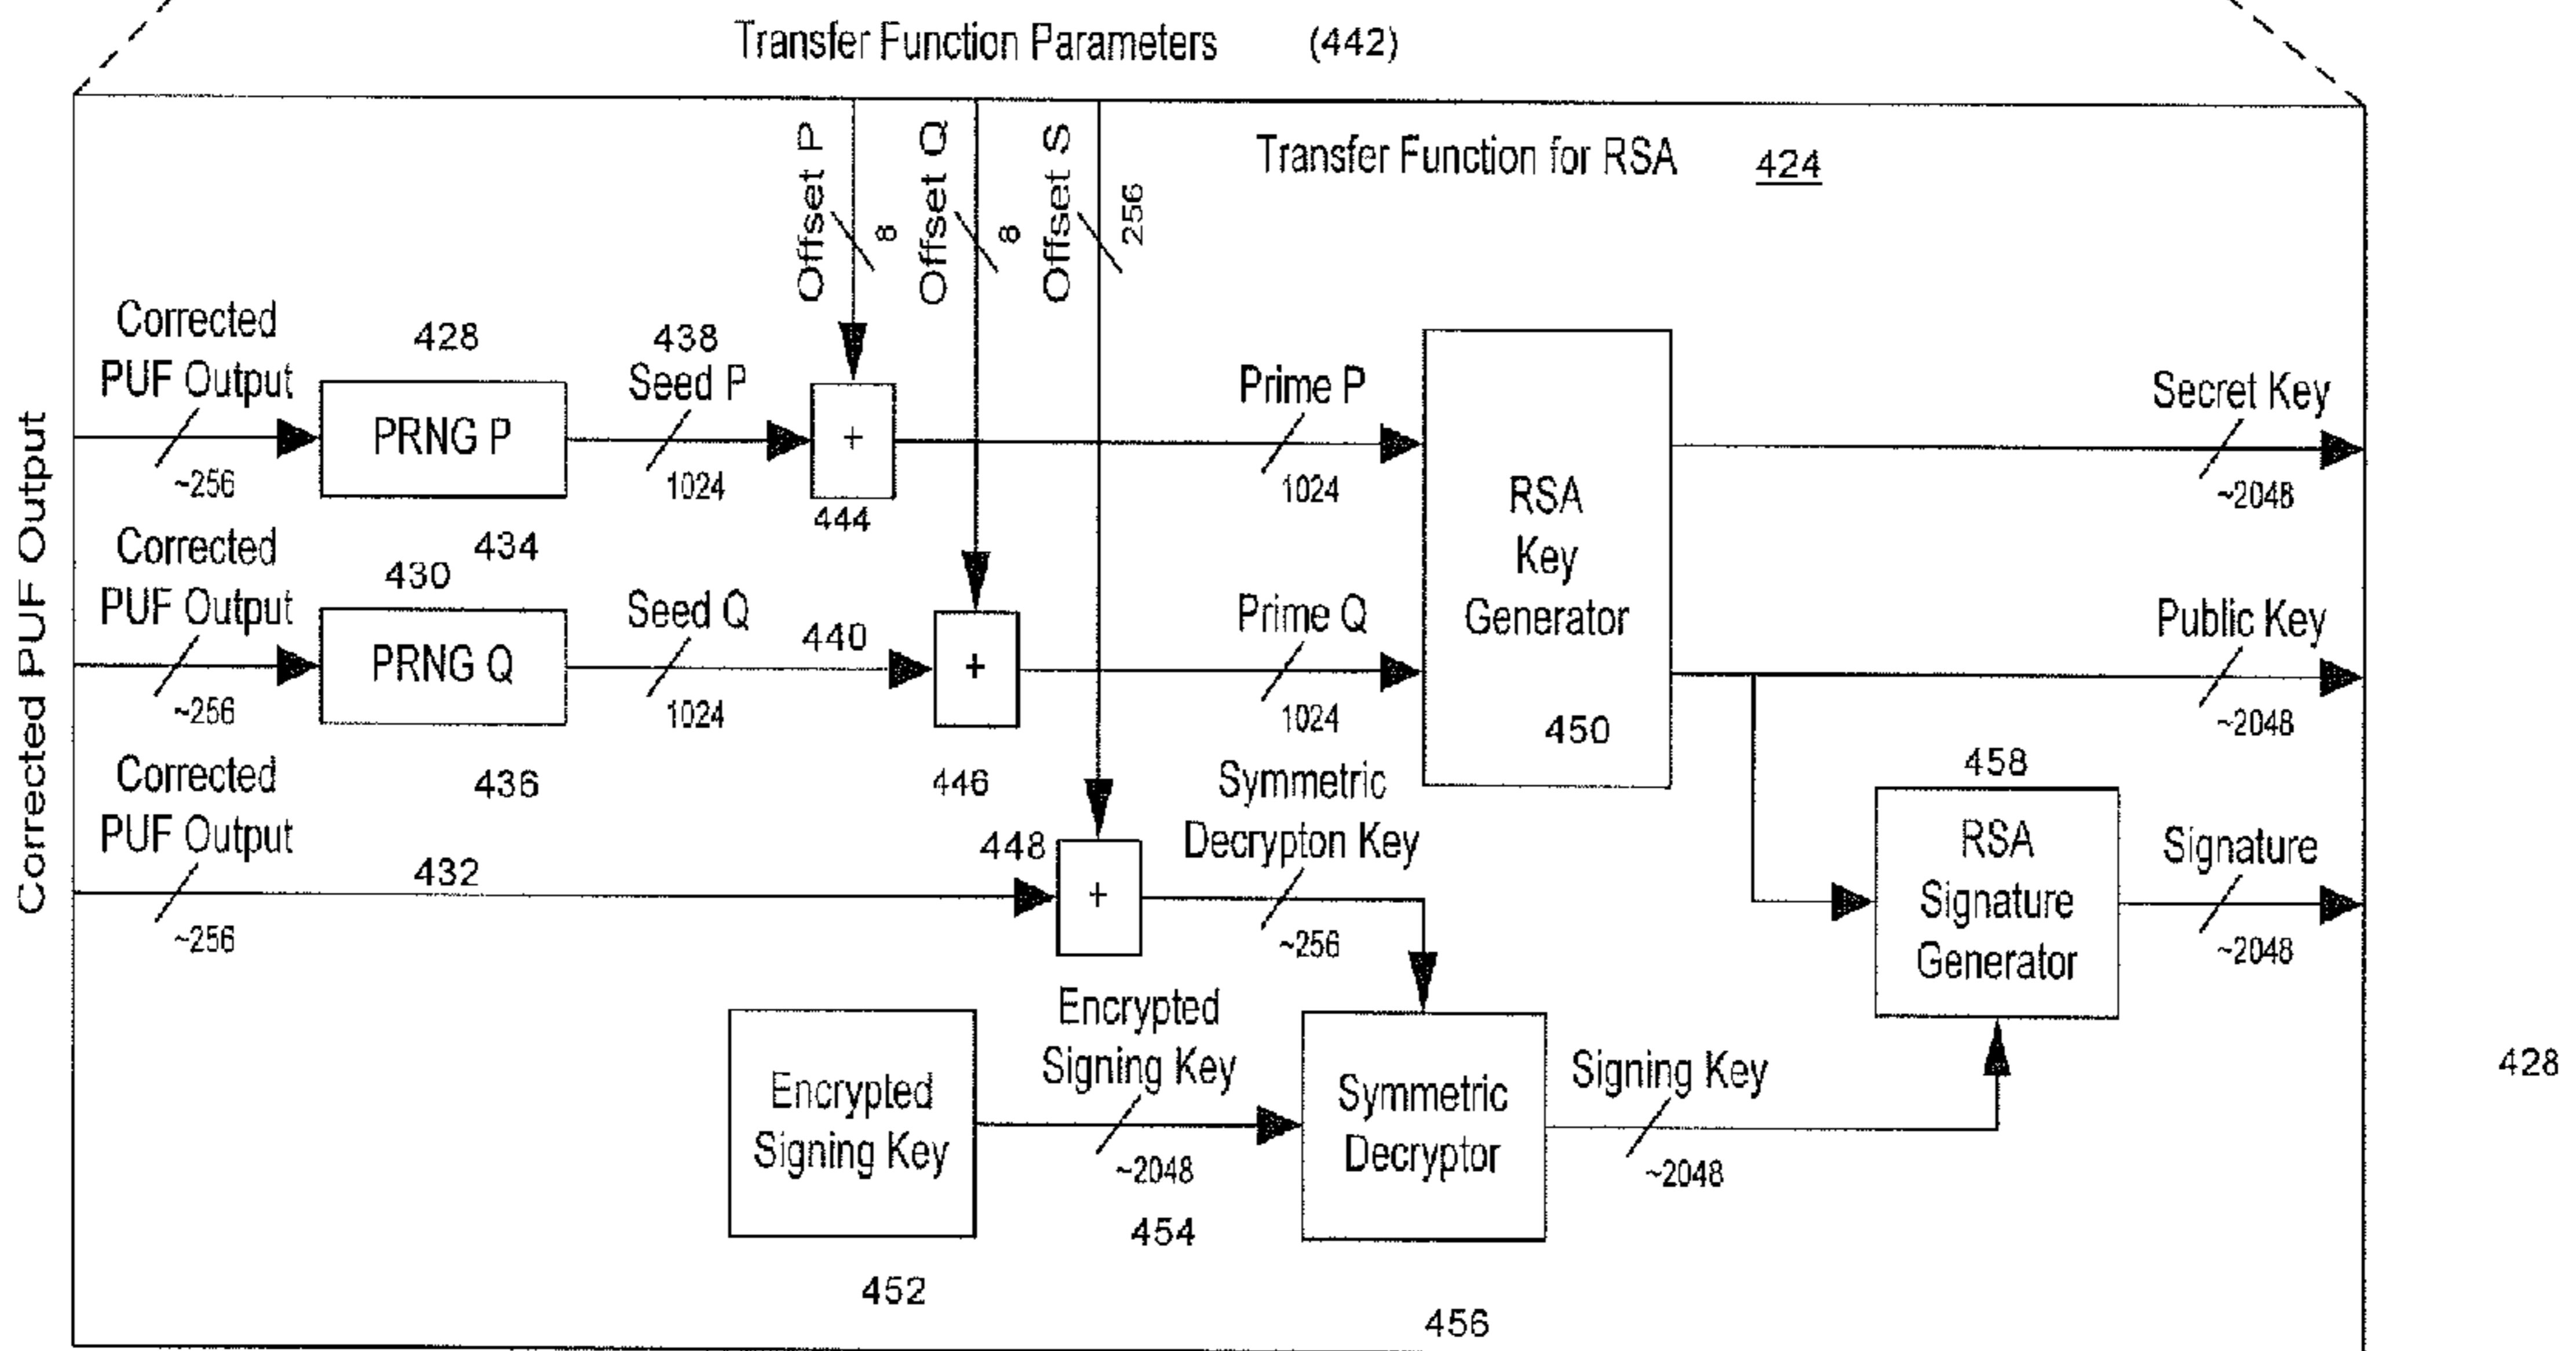 Transfer Function Parameters (442)
Transfer Function for RSA 424
Offset P
8
Offset Q
8
Offset S
256
Corrected PUF Output
Corrected
PUF Output
~256
428
PRNG P
434
438
Seed P
1024
+
444
Prime P
1024
RSA
Key
Generator
450
Secret Key
~2048
Corrected
PUF Output
~256
430
PRNG Q
436
Seed Q
1024
440
+
446
Prime Q
1024
Public Key
~2048
Corrected
PUF Output
~256
432
448
+
Symmetric
Decrypton Key
~256
458
RSA
Signature
Generator
Signature
~2048
Encrypted
Signing Key
452
Encrypted
Signing Key
~2048
454
Symmetric
Decryptor
456
Signing Key
~2048
428